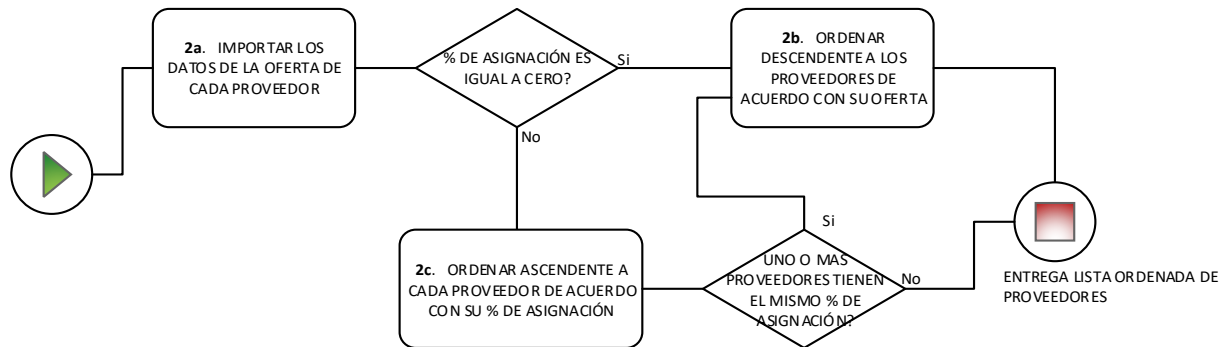 2a. IMPORTAR LOS
DATOS DE LA OFERTA DE
CADA PROVEEDOR
% DE ASIGNACIÓN ES
IGUAL A CERO?
Si
2b. ORDENAR
DESCENDENTE A LOS
PROVEEDORES DE
ACUERDO CON SU OFERTA
No
2c. ORDENAR ASCENDENTE A
CADA PROVEEDOR DE ACUERDO
CON SU % DE ASIGNACIÓN
Si
UNO O MAS
PROVEEDORES TIENEN
EL MISMO % DE
ASIGNACIÓN?
No
ENTREGA LISTA ORDENADA DE
PROVEEDORES